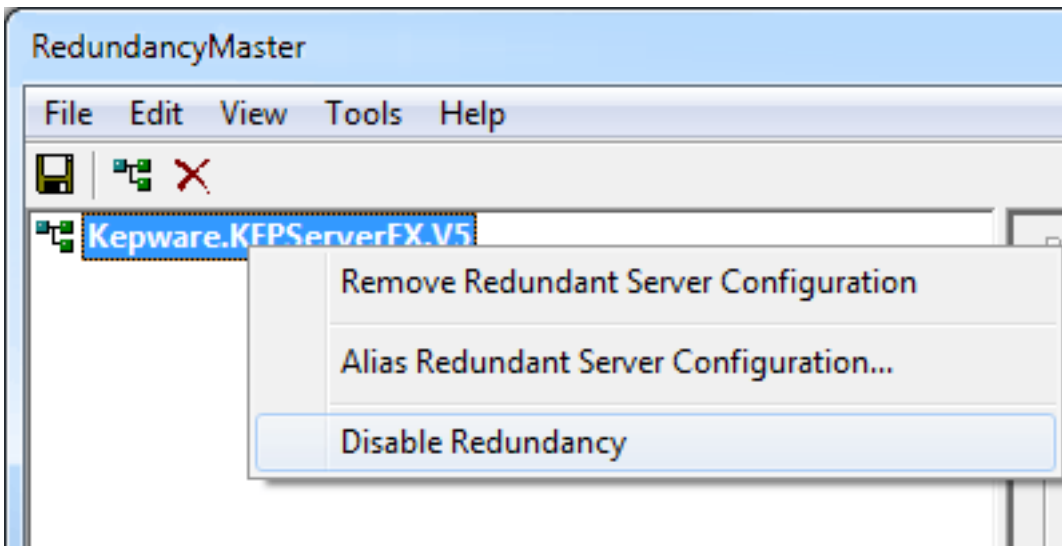 RedundancyMaster
File Edit View Tools Help
Kepware.KEPServerEX.V5
Remove Redundant Server Configuration
Alias Redundant Server Configuration...
Disable Redundancy